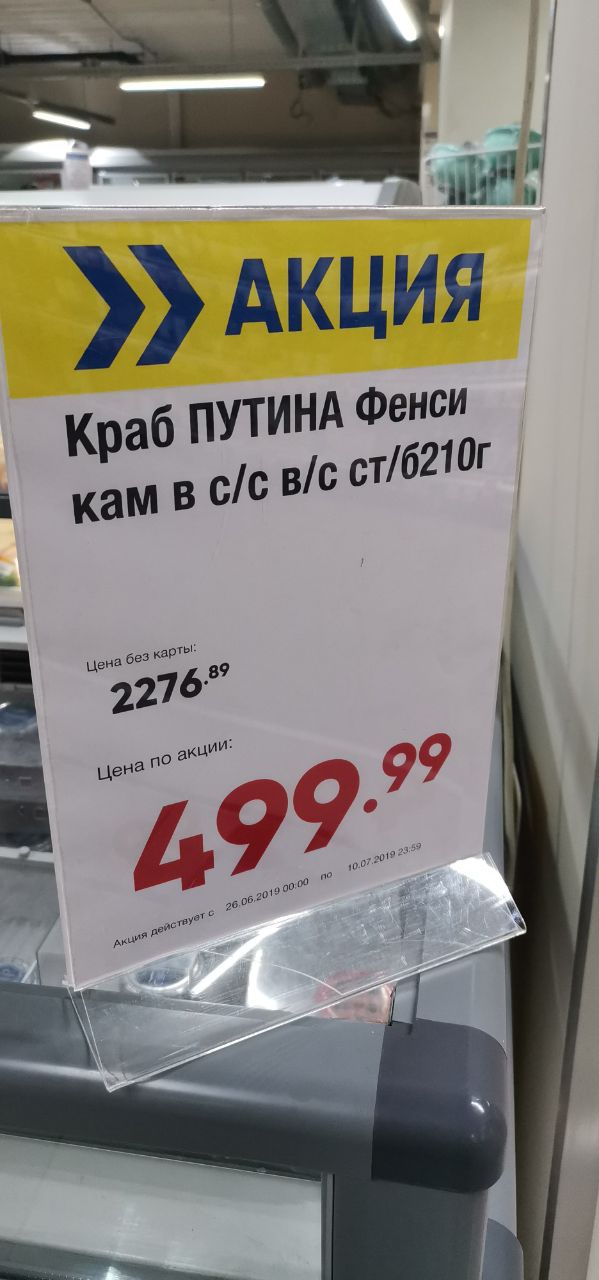 АКЦИЯ
Краб ПУТИНА Фенси
кам в с/с в/с ст/б210г
Цена без карты:
2276.89
Цена по акции:
499.99
Акция действует с 26.06.2019 00:00 по 10.07.2019 23:59